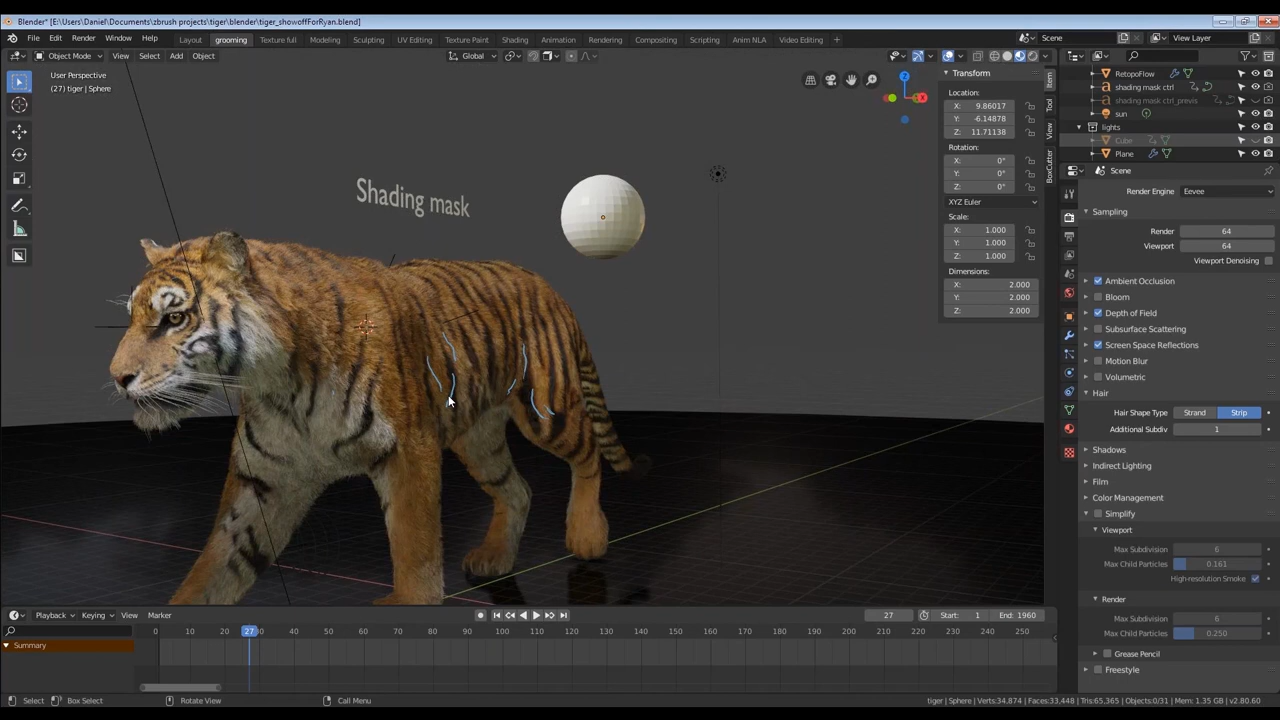 Blender* [E:\Users\Daniel\Documents\zbrush projects\tiger\blender\tiger_showoffForRyan.blend]
File Edit Render Window Help Layout grooming Texture full Modeling Sculpting UV Editing Texture Paint Shading Animation Rendering Compositing Scripting Anim NLA Video Editing + Scene View Layer
Object Mode View Select Add Object Global
User Perspective
(27) tiger | Sphere
Shading mask
Transform
Location:
X: 9.86017
Y: -6.14878
Z: 11.71138
Rotation:
X: 0°
Y: 0°
Z: 0°
XYZ Euler
Scale:
X: 1.000
Y: 1.000
Z: 1.000
Dimensions:
X: 2.000
Y: 2.000
Z: 2.000
Item
Tool
View
BoxCutter
Z
X
RetopoFlow
shading mask ctrl
shading mask ctrl_previs
sun
lights
Cube
Plane
Scene
Render Engine Eevee
Sampling
Render 64
Viewport 64
Viewport Denoising
Ambient Occlusion
Bloom
Depth of Field
Subsurface Scattering
Screen Space Reflections
Motion Blur
Volumetric
Hair
Hair Shape Type Strand Strip
Additional Subdiv 1
Shadows
Indirect Lighting
Film
Color Management
Simplify
Viewport
Max Subdivision 6
Max Child Particles 0.161
High-resolution Smoke
Render
Max Subdivision 6
Max Child Particles 0.250
Grease Pencil
Freestyle
Playback Keying View Marker 27 Start: 1 End: 1960
0 27 30 40 50 60 70 80 90 100 110 120 130 140 150 160 170 180 190 200 210 220 230 240 250
Summary
Select Box Select Rotate View Call Menu tiger | Sphere | Verts:34,874 | Faces:33,448 | Tris:65,365 | Objects:0/31 | Mem: 1.35 GB | v2.80.60